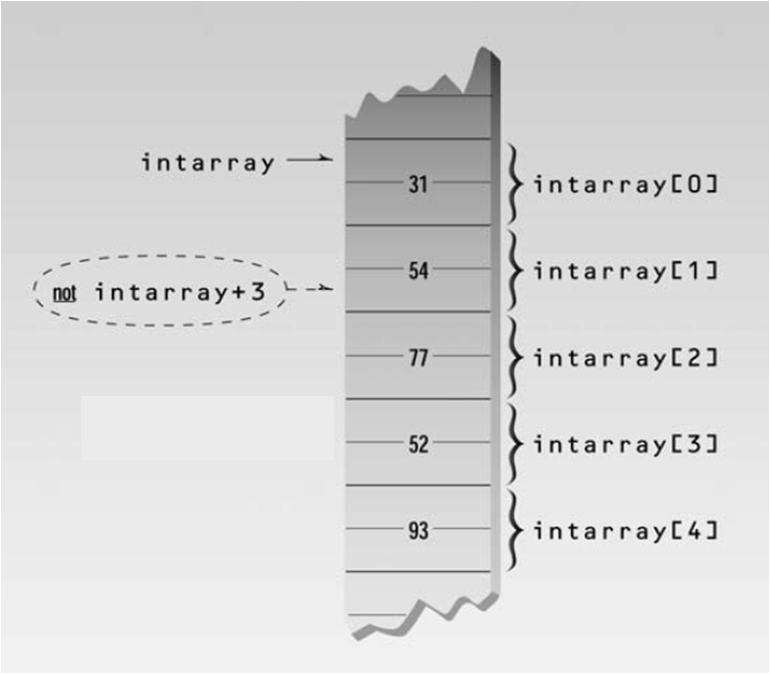 intarray
31
intarray[0]
not intarray+3
54
intarray[1]
77
intarray[2]
52
intarray[3]
93
intarray[4]